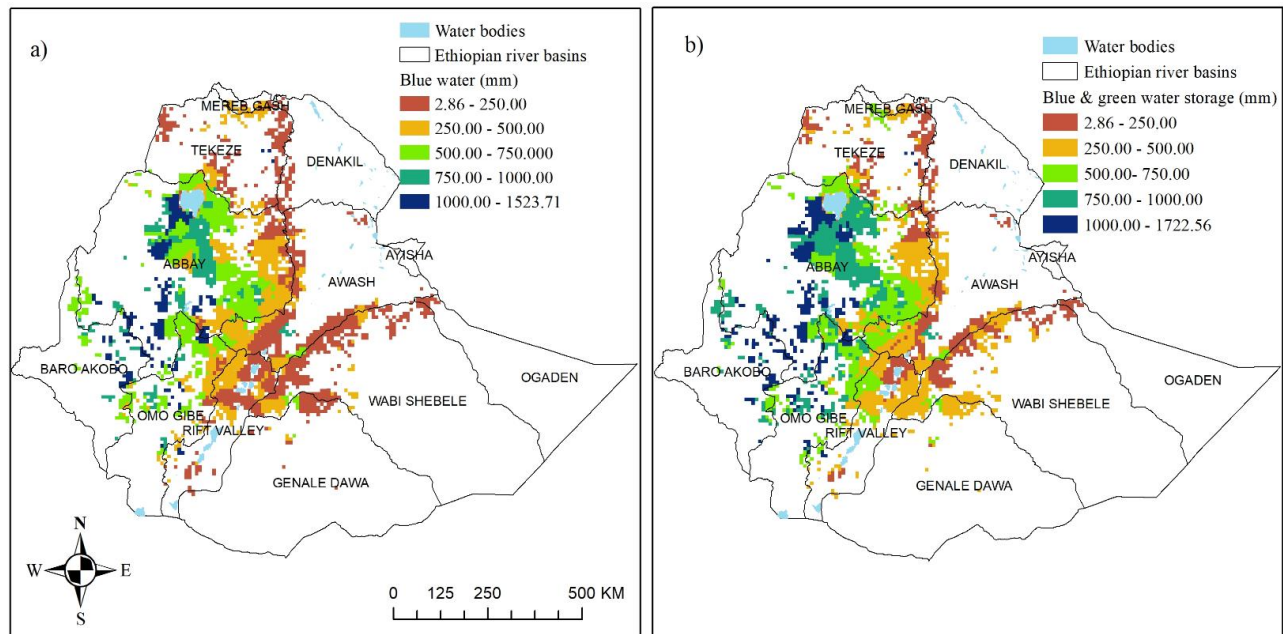 a)
Water bodies
Ethiopian river basins
Blue water (mm)
2.86 - 250.00
250.00 - 500.00
500.00 - 750.000
750.00 - 1000.00
1000.00 - 1523.71
MEREB GASH
TEKEZE
DENAKIL
ABBAY
AYISHA
AWASH
BARO AKOBO
OGADEN
WABI SHEBELE
OMO GIBE
RIFT VALLEY
GENALE DAWA
N
W
E
S
0 125 250 500 KM
b)
Water bodies
Ethiopian river basins
Blue & green water storage (mm)
2.86 - 250.00
250.00 - 500.00
500.00- 750.00
750.00 - 1000.00
1000.00 - 1722.56
MEREB GASH
TEKEZE
DENAKIL
ABBAY
AYISHA
AWASH
BARO AKOBO
OGADEN
WABI SHEBELE
OMO GIBE
RIFT VALLEY
GENALE DAWA